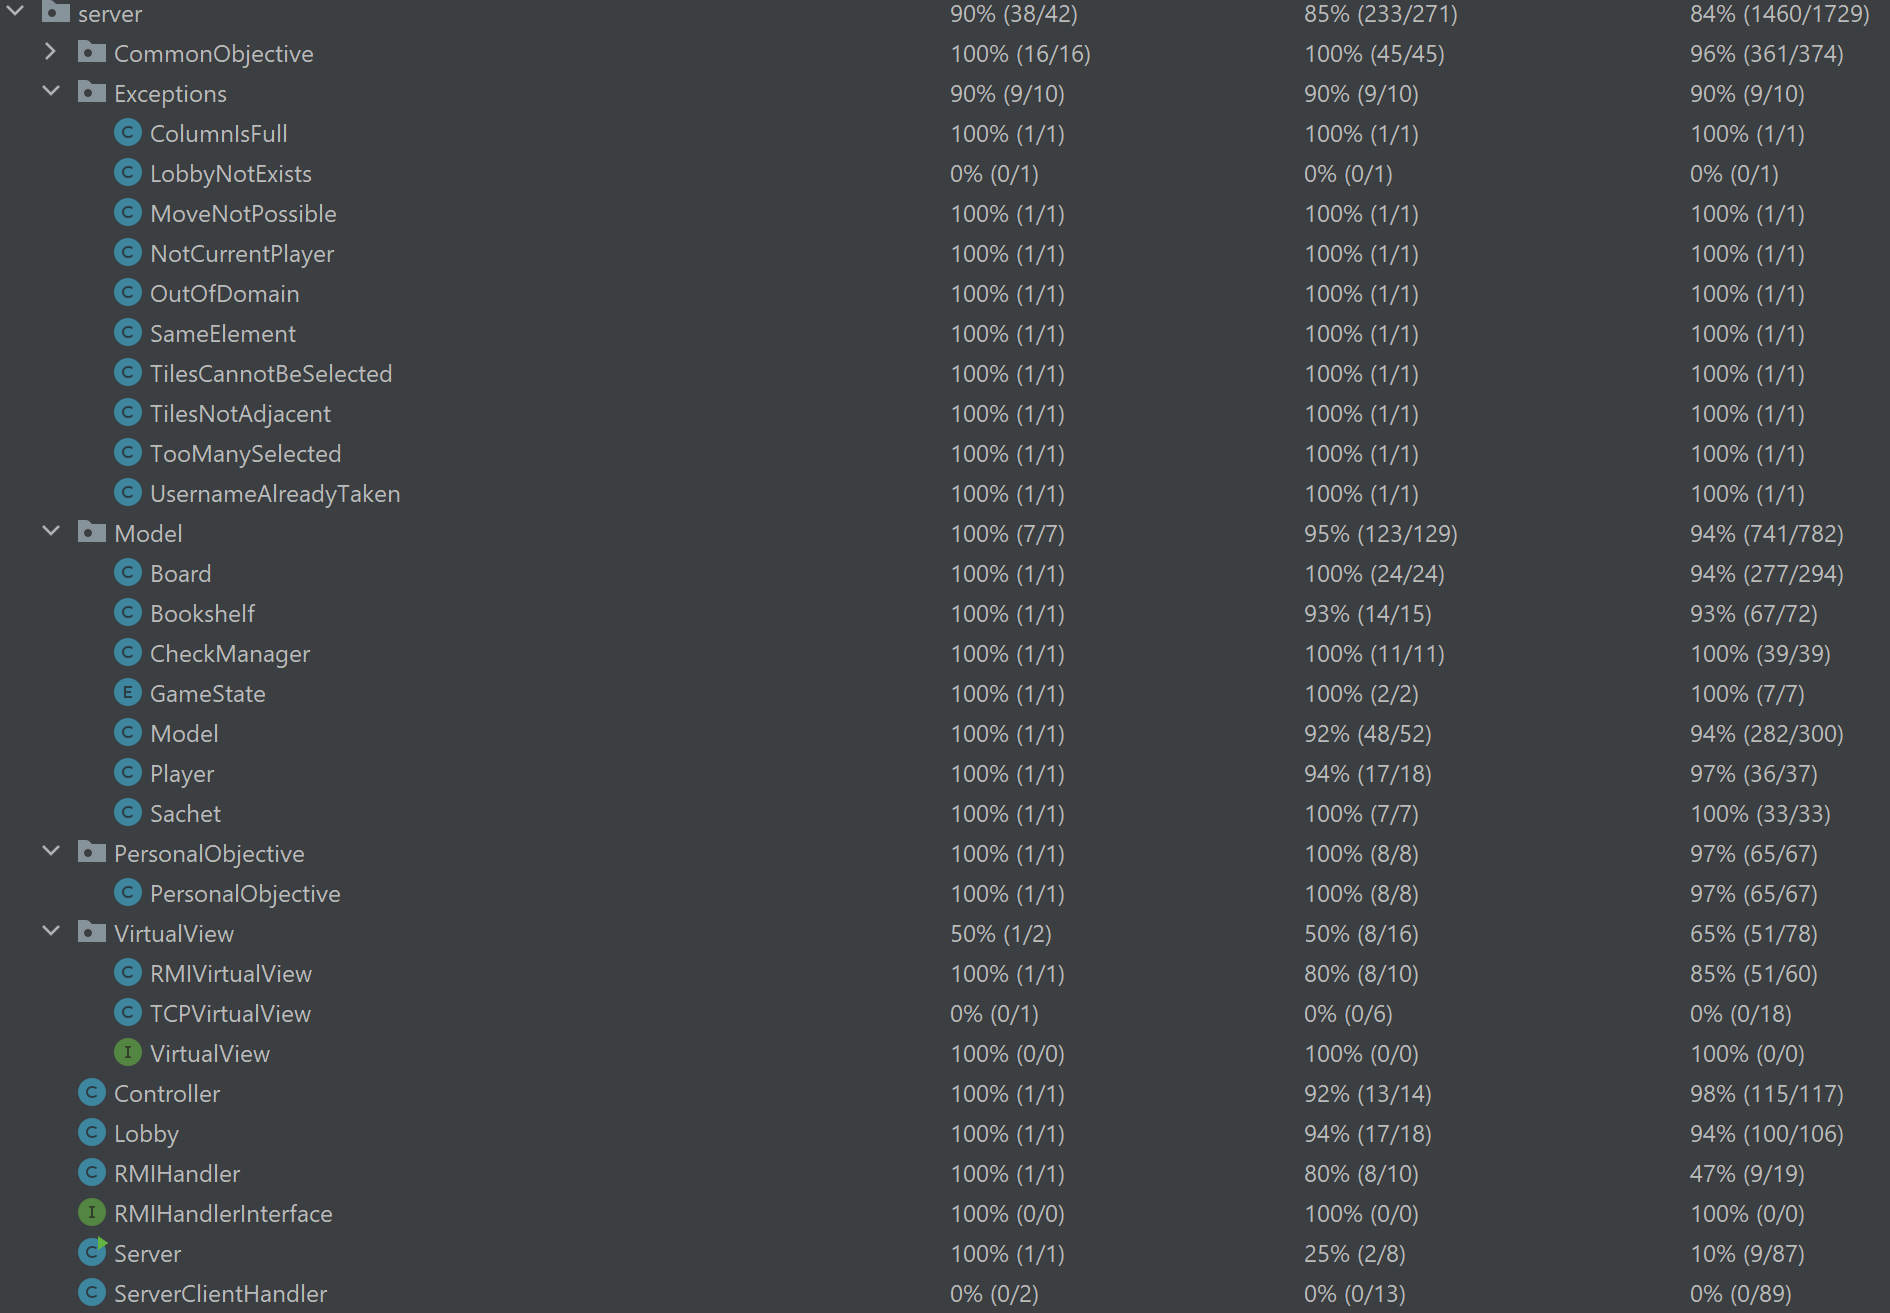 server 90% (38/42) 85% (233/271) 84% (1460/1729)
CommonObjective 100% (16/16) 100% (45/45) 96% (361/374)
Exceptions 90% (9/10) 90% (9/10) 90% (9/10)
C ColumnIsFull 100% (1/1) 100% (1/1) 100% (1/1)
C LobbyNotExists 0% (0/1) 0% (0/1) 0% (0/1)
C MoveNotPossible 100% (1/1) 100% (1/1) 100% (1/1)
C NotCurrentPlayer 100% (1/1) 100% (1/1) 100% (1/1)
C OutOfDomain 100% (1/1) 100% (1/1) 100% (1/1)
C SameElement 100% (1/1) 100% (1/1) 100% (1/1)
C TilesCannotBeSelected 100% (1/1) 100% (1/1) 100% (1/1)
C TilesNotAdjacent 100% (1/1) 100% (1/1) 100% (1/1)
C TooManySelected 100% (1/1) 100% (1/1) 100% (1/1)
C UsernameAlreadyTaken 100% (1/1) 100% (1/1) 100% (1/1)
Model 100% (7/7) 95% (123/129) 94% (741/782)
C Board 100% (1/1) 100% (24/24) 94% (277/294)
C Bookshelf 100% (1/1) 93% (14/15) 93% (67/72)
C CheckManager 100% (1/1) 100% (11/11) 100% (39/39)
E GameState 100% (1/1) 100% (2/2) 100% (7/7)
C Model 100% (1/1) 92% (48/52) 94% (282/300)
C Player 100% (1/1) 94% (17/18) 97% (36/37)
C Sachet 100% (1/1) 100% (7/7) 100% (33/33)
PersonalObjective 100% (1/1) 100% (8/8) 97% (65/67)
C PersonalObjective 100% (1/1) 100% (8/8) 97% (65/67)
VirtualView 50% (1/2) 50% (8/16) 65% (51/78)
C RMIVirtualView 100% (1/1) 80% (8/10) 85% (51/60)
C TCPVirtualView 0% (0/1) 0% (0/6) 0% (0/18)
I VirtualView 100% (0/0) 100% (0/0) 100% (0/0)
C Controller 100% (1/1) 92% (13/14) 98% (115/117)
C Lobby 100% (1/1) 94% (17/18) 94% (100/106)
C RMIHandler 100% (1/1) 80% (8/10) 47% (9/19)
I RMIHandlerInterface 100% (0/0) 100% (0/0) 100% (0/0)
C Server 100% (1/1) 25% (2/8) 10% (9/87)
C ServerClientHandler 0% (0/2) 0% (0/13) 0% (0/89)